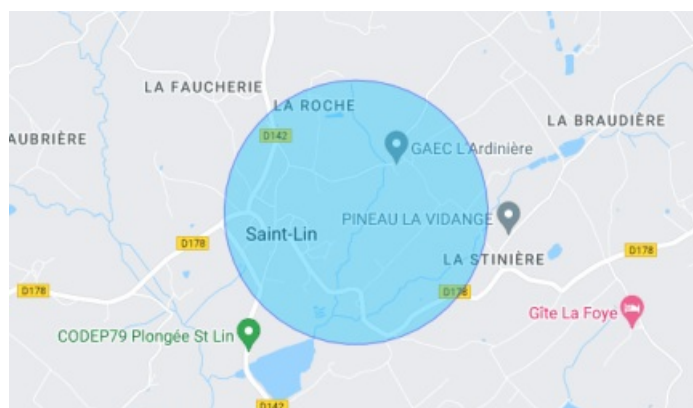 LA FAUCHERIE
LA ROCHE
LA BRAUDIÈRE
AUBRIÈRE
D142
GAEC L'Ardinière
PINEAU LA VIDANGE
Saint-Lin
D178
D178
LA STINIÈRE
D178
D178
Gîte La Foye
CODEP79 Plongée St Lin
D142